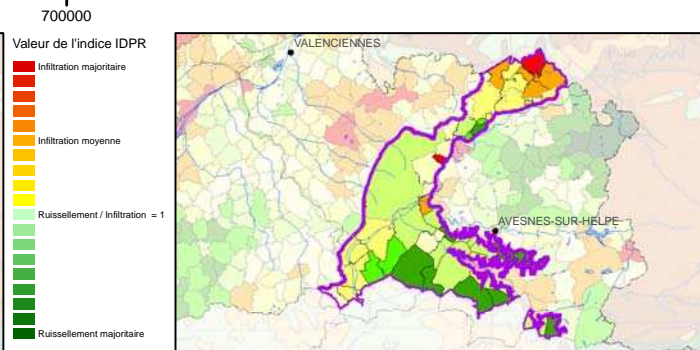 700000
Valeur de l'indice IDPR
Infiltration majoritaire
Infiltration moyenne
Ruissellement / Infiltration = 1
Ruissellement majoritaire
VALENCIENNES
AVESNES-SUR-HELPE